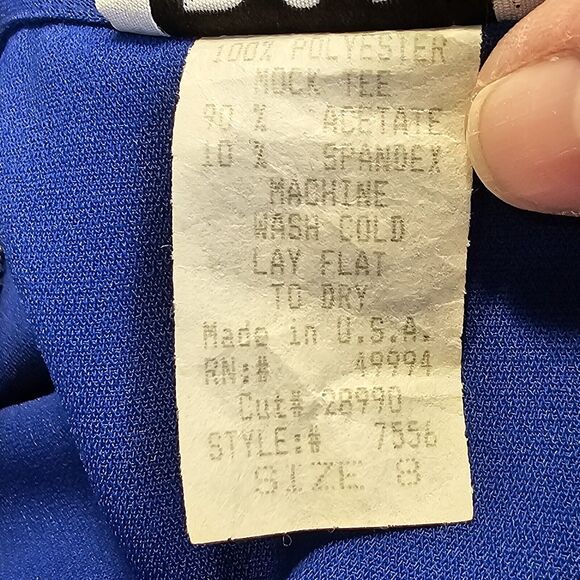 100% POLYESTER
MOCK TEE
90 % ACETATE
10 % SPANDEX
MACHINE
WASH COLD
LAY FLAT
TO DRY
Made in U.S.A.
RN:# 49994
Cut# 28990
STYLE:# 7556
SIZE 8